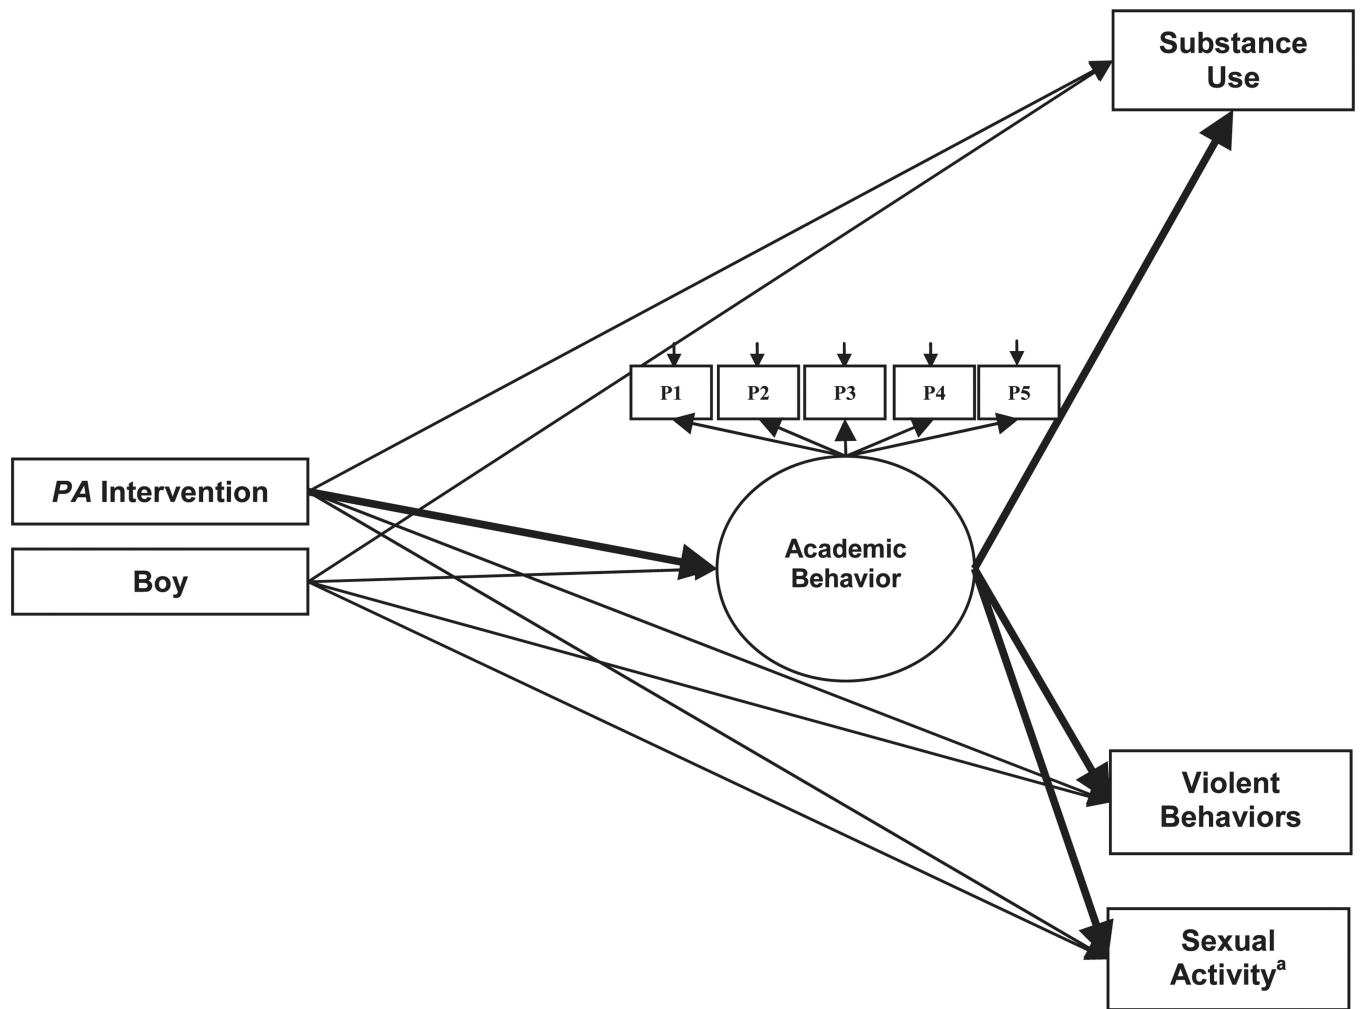 Substance
Use
P1 P2 P3 P4 P5
PA Intervention
Academic
Behavior
Boy
Violent
Behaviors
Sexual
Activityᵃ